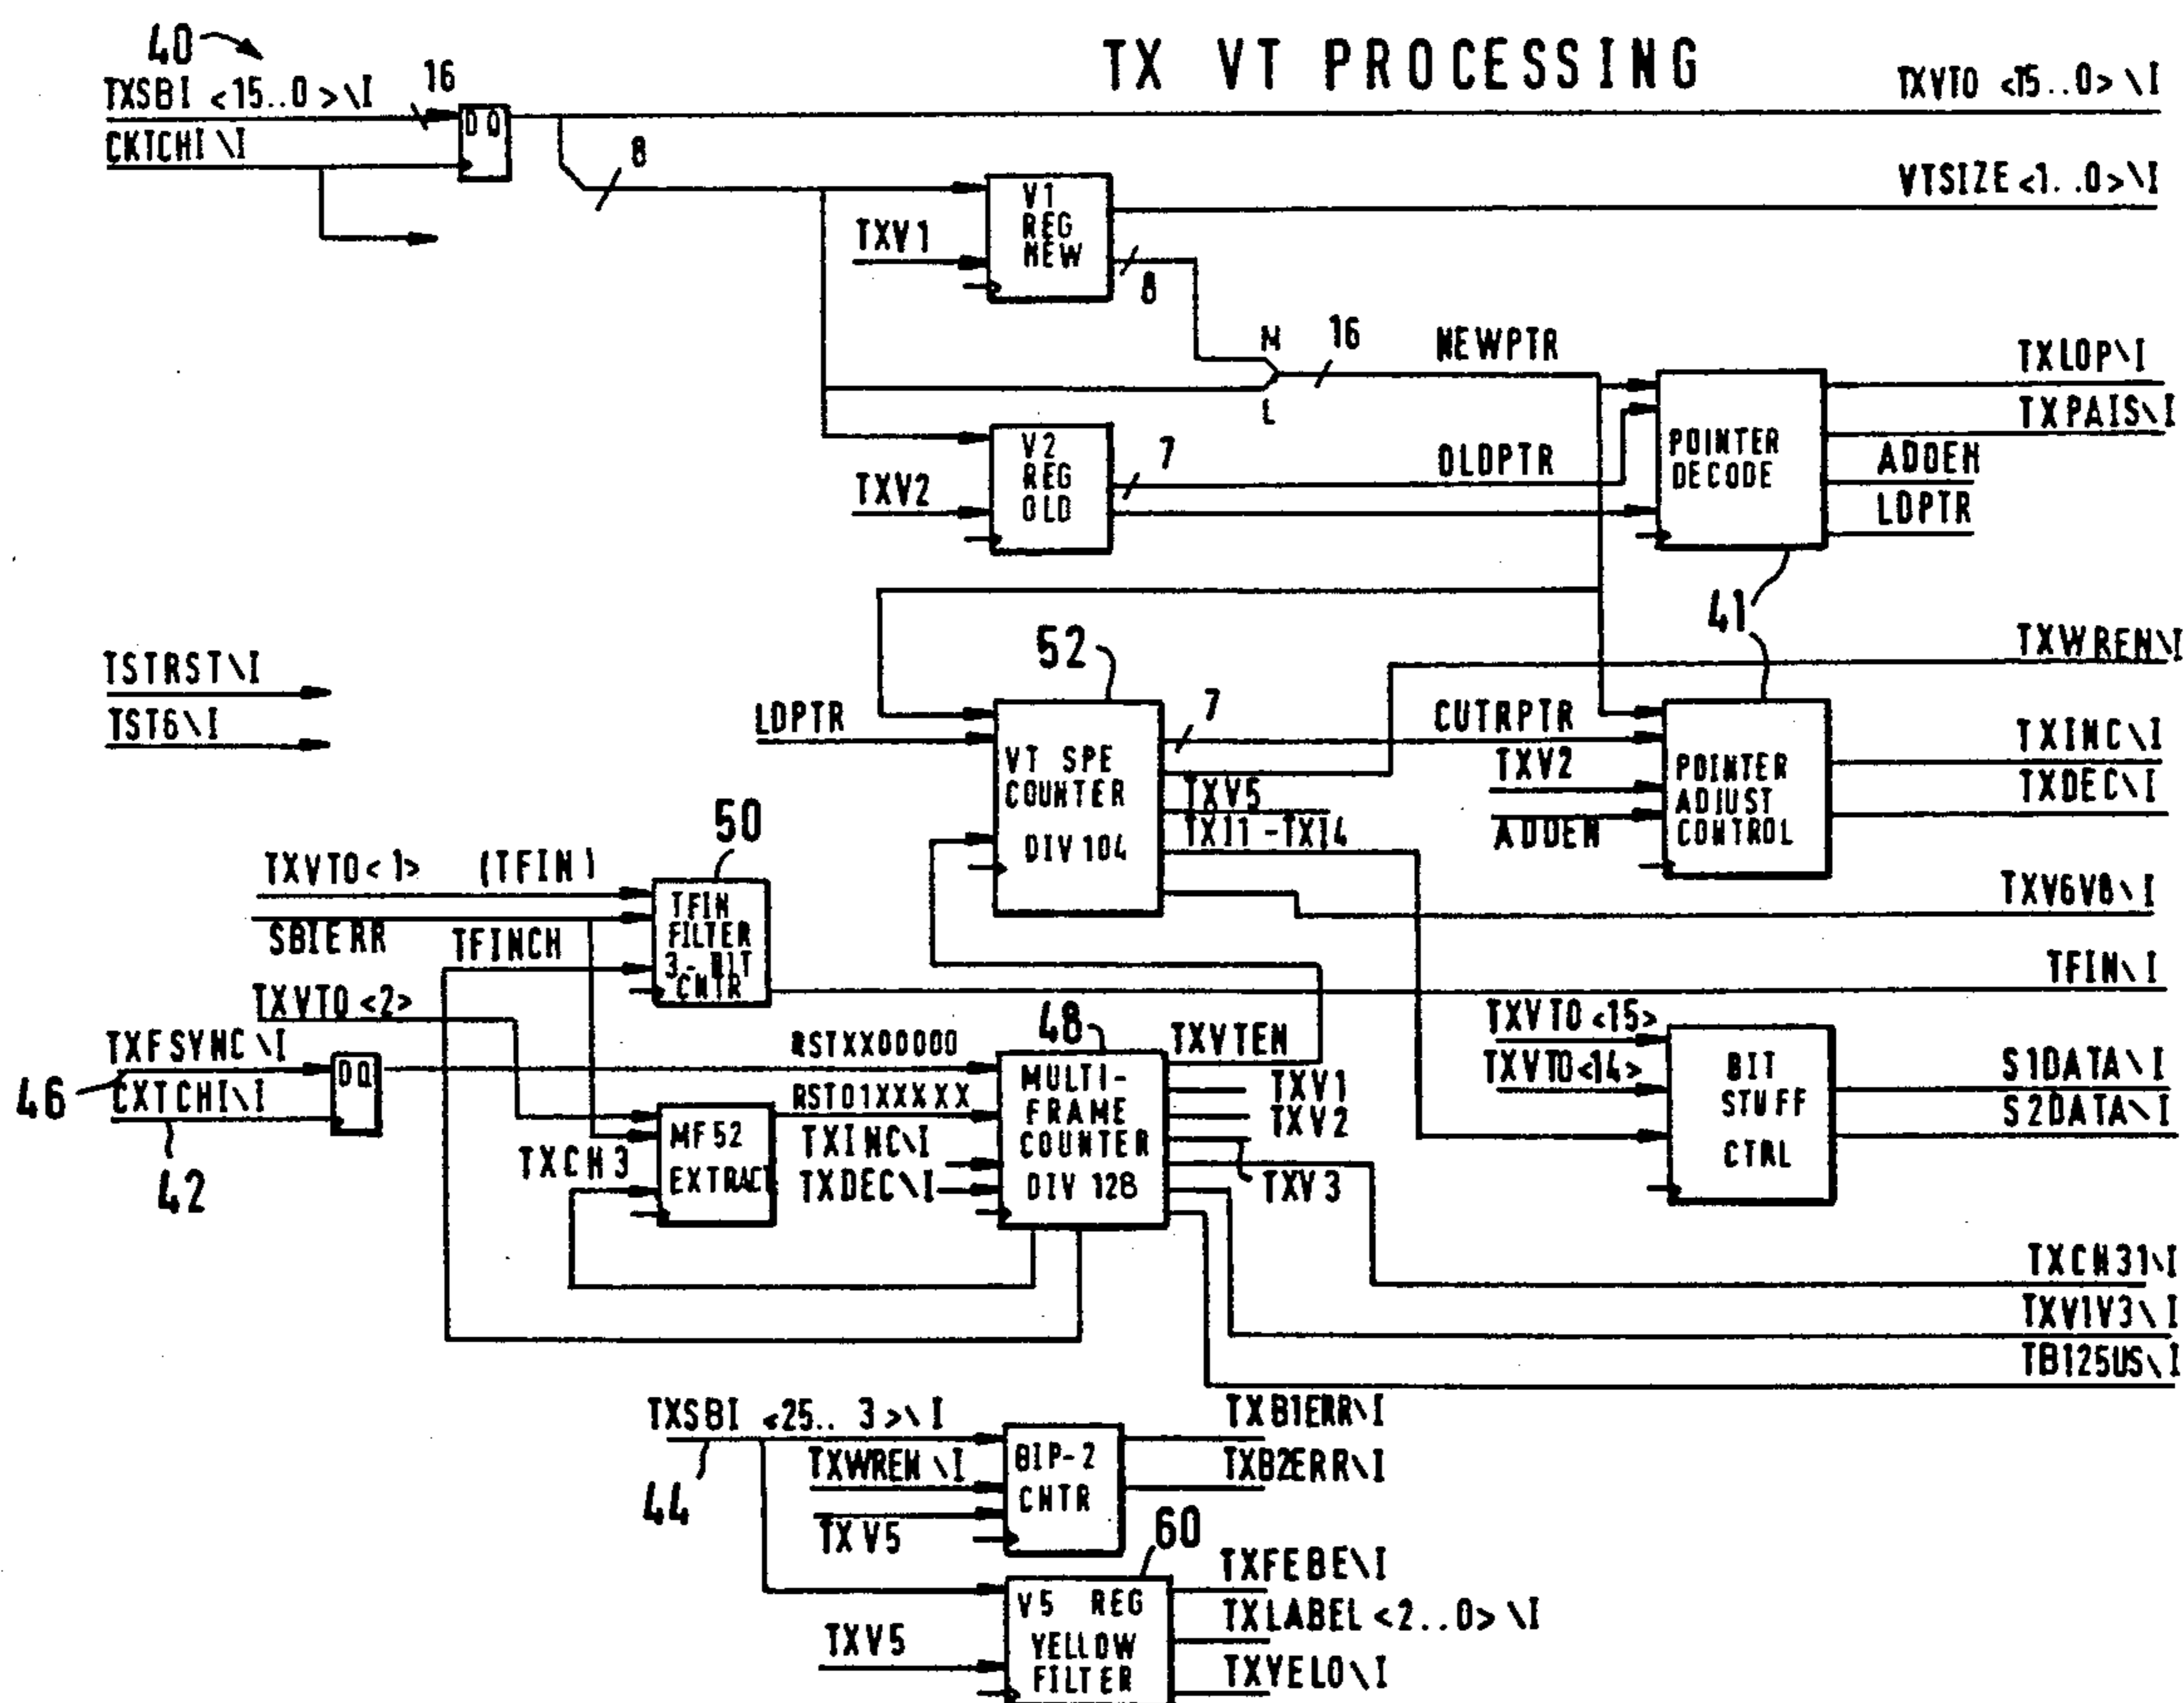 TX VT PROCESSING
40
TXSBI <15..0>\I
16
CKTCHI\I
D Q
TXVTO <15..0>\I
8
VTSIZE<1..0>\I
V1
REG
NEW
TXV1
8
M
16
NEWPTR
L
TXLOP\I
TXPAIS\I
ADDEN
LDPTR
POINTER
DECODE
V2
REG
OLD
7
OLDPTR
TXV2
41
41
52
TSTRST\I
TST6\I
TXWREN\I
LDPTR
VT SPE
COUNTER
DIV 104
7
CUTRPTR
TXV2
ADDEN
TXV5
TXI1-TXI4
POINTER
ADJUST
CONTROL
TXINC\I
TXDEC\I
50
TXVTO<1> (TFIN)
SBIERR
TFINCH
TFIN
FILTER
3-BIT
CNTR
TXV6V8\I
TFIN\I
TXVTO<2>
TXFSYNC\I
46
CXTCHI\I
42
D Q
RSTXX00000
RST01XXXXX
48
MULTI-
FRAME
COUNTER
DIV 128
TXVTEN
TXV1
TXV2
TXV3
TXCH3
MF52
EXTRACT
TXINC\I
TXDEC\I
TXVTO<15>
TXVTO<14>
BIT
STUFF
CTRL
S1DATA\I
S2DATA\I
TXCH31\I
TXV1V3\I
TB125US\I
TXSBI <25.. 3>\I
44
TXWREN\I
TXV5
BIP-2
CNTR
TXB1ERR\I
TXB2ERR\I
60
V5 REG
YELLOW
FILTER
TXV5
TXFEBE\I
TXLABEL<2..0>\I
TXYELO\I